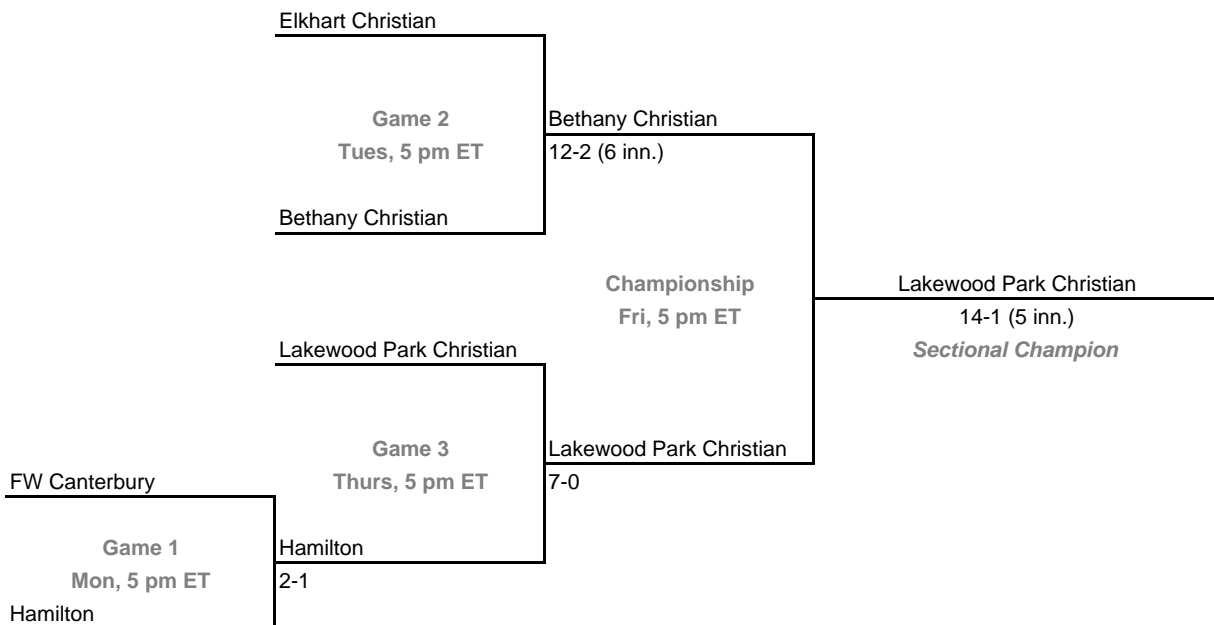 Elkhart Christian
Game 2
Bethany Christian
Tues, 5 pm ET
12-2 (6 inn.)
Bethany Christian
Championship
Lakewood Park Christian
Fri, 5 pm ET
14-1 (5 inn.)
Lakewood Park Christian
Sectional Champion
Game 3
Lakewood Park Christian
FW Canterbury
Thurs, 5 pm ET
7-0
Game 1
Hamilton
Mon, 5 pm ET
2-1
Hamilton